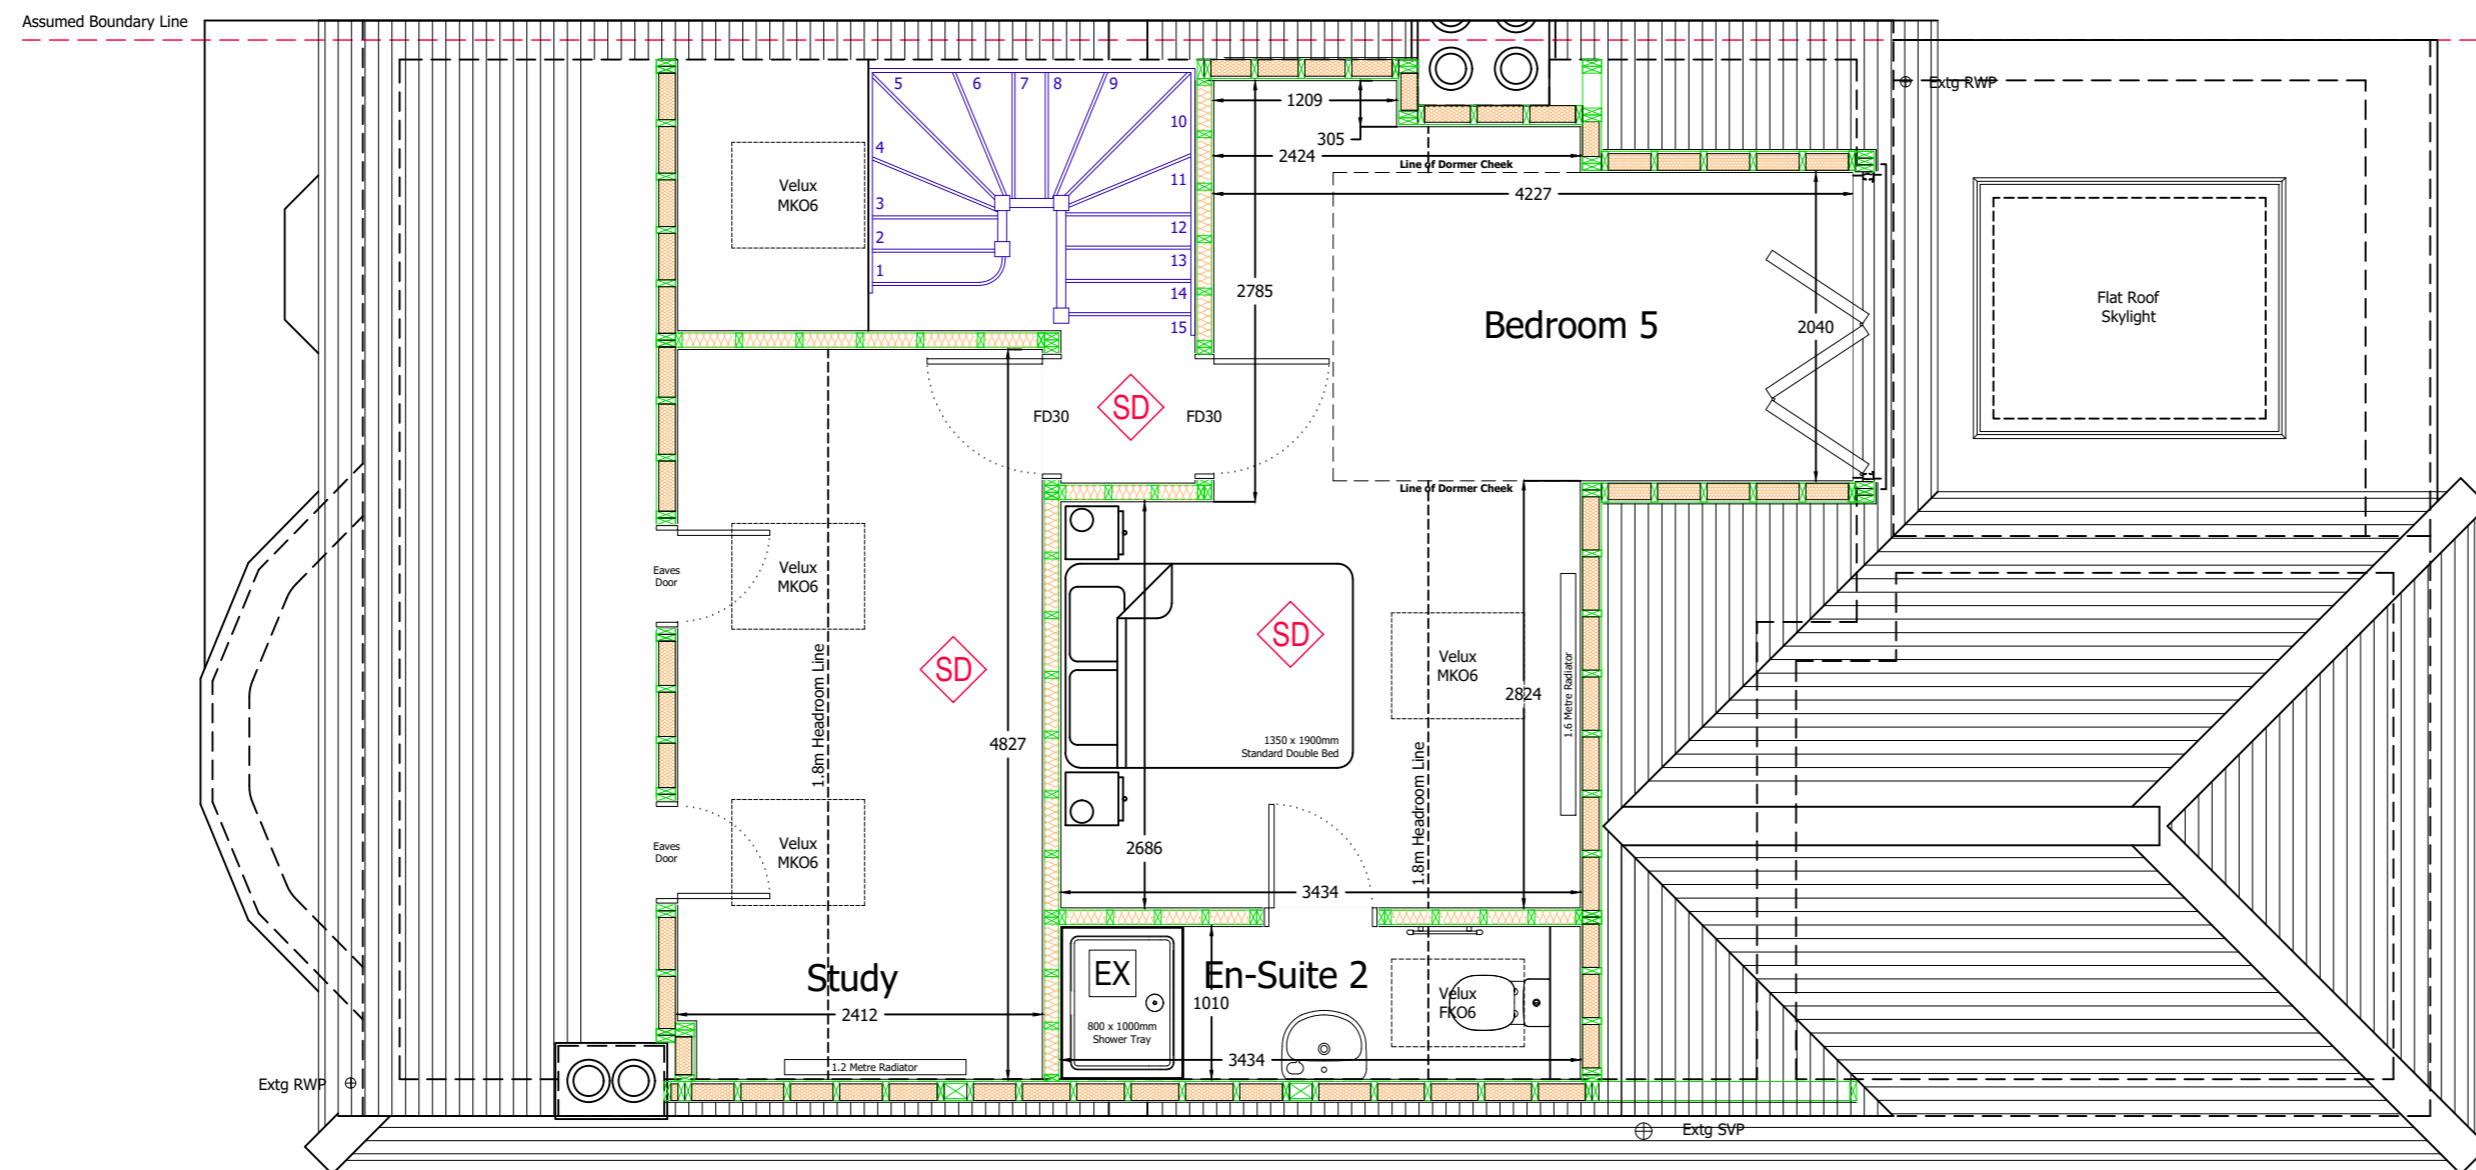 Assumed Boundary Line
Extg RWP
5
6
7
8
9
10
4
11
3
12
2
13
1
14
15
Velux
MKO6
1209
305
2424
Line of Dormer Cheek
4227
2785
Bedroom 5
2040
Flat Roof
Skylight
FD30
SD
FD30
Line of Dormer Cheek
Eaves
Door
Velux
MKO6
1.8m Headroom Line
SD
4827
SD
1350 x 1900mm
Standard Double Bed
Velux
MKO6
2824
1.6 Metre Radiator
1.8m Headroom Line
Eaves
Door
Velux
MKO6
2686
3434
Study
2412
EX
800 x 1000mm
Shower Tray
En-Suite 2
1010
Velux
FKO6
3434
1.2 Metre Radiator
Extg RWP
Extg SVP